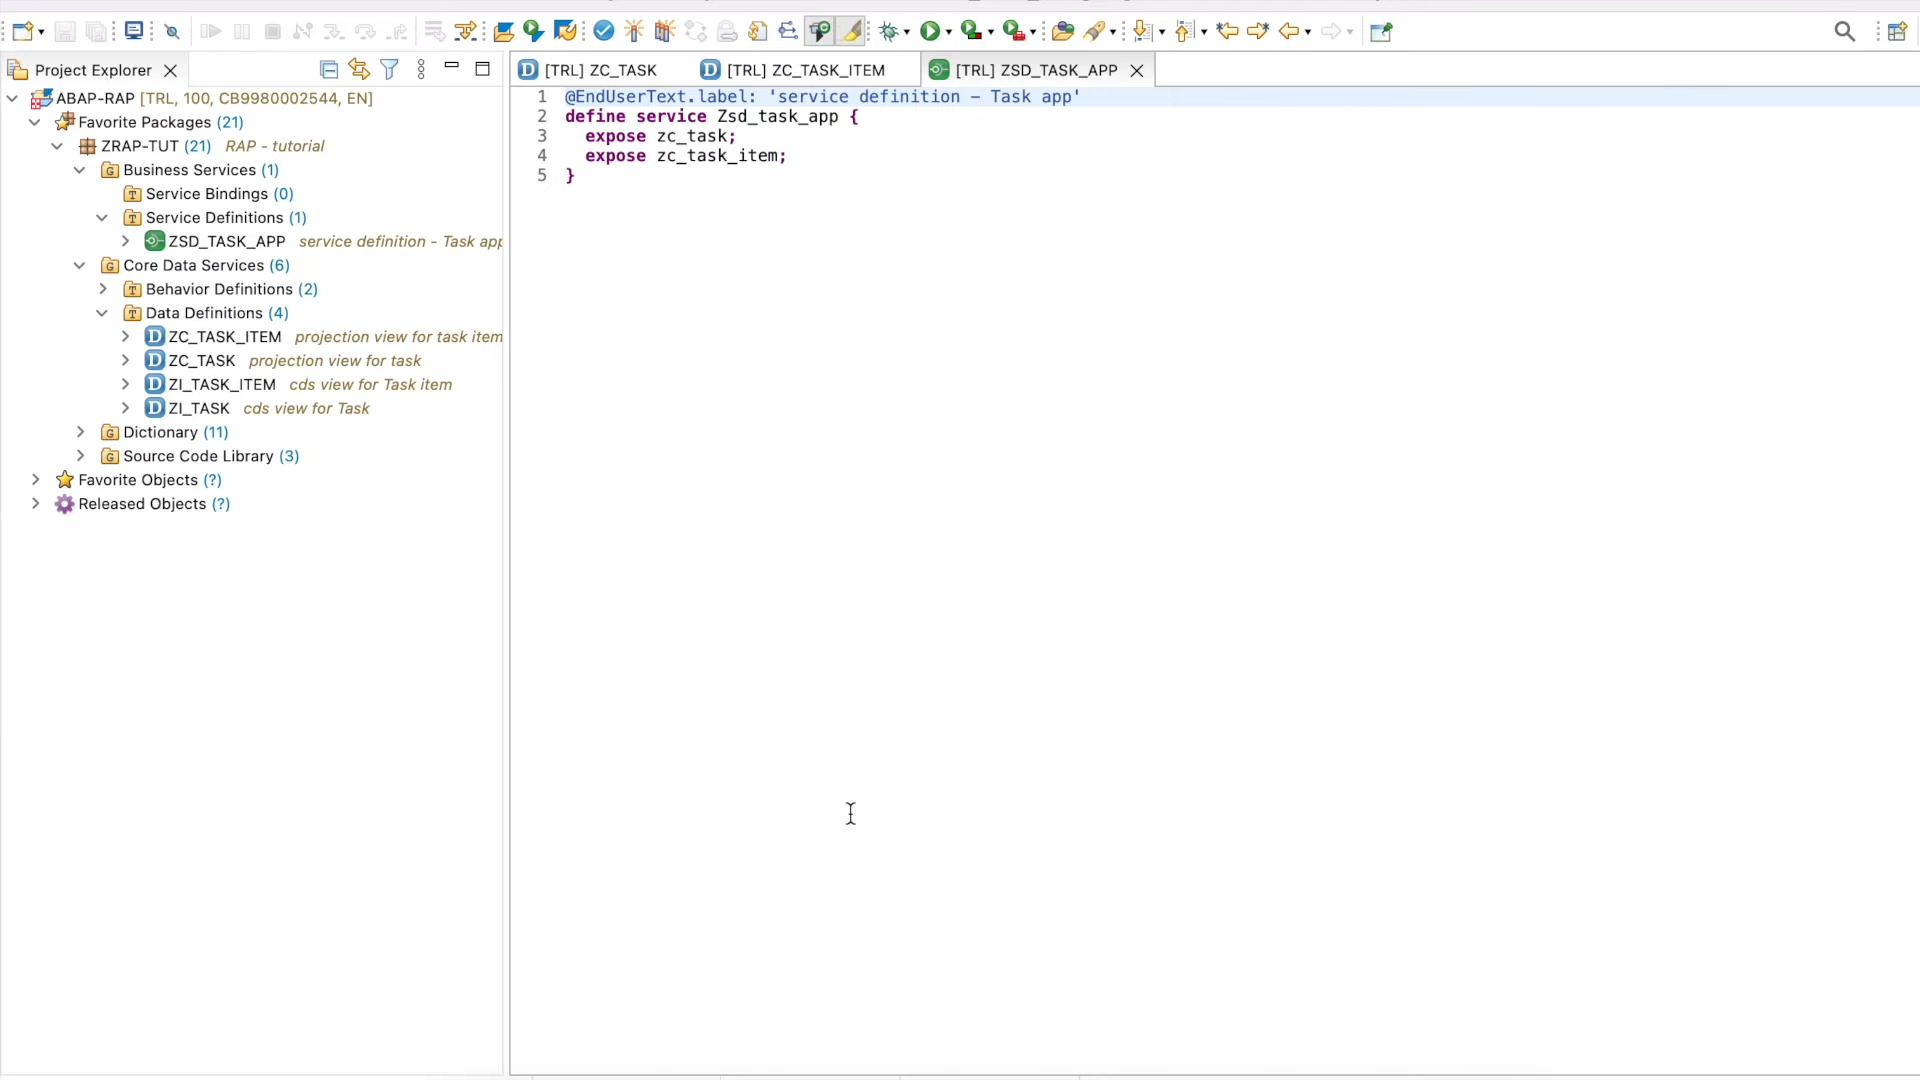 Project Explorer
ABAP-RAP [TRL, 100, CB9980002544, EN]
Favorite Packages (21)
ZRAP-TUT (21) RAP - tutorial
Business Services (1)
Service Bindings (0)
Service Definitions (1)
ZSD_TASK_APP service definition - Task app
Core Data Services (6)
Behavior Definitions (2)
Data Definitions (4)
ZC_TASK_ITEM projection view for task item
ZC_TASK projection view for task
ZI_TASK_ITEM cds view for Task item
ZI_TASK cds view for Task
Dictionary (11)
Source Code Library (3)
Favorite Objects (?)
Released Objects (?)
[TRL] ZC_TASK [TRL] ZC_TASK_ITEM [TRL] ZSD_TASK_APP
1 @EndUserText.label: 'service definition - Task app'
2 define service Zsd_task_app {
3 expose zc_task;
4 expose zc_task_item;
5 }